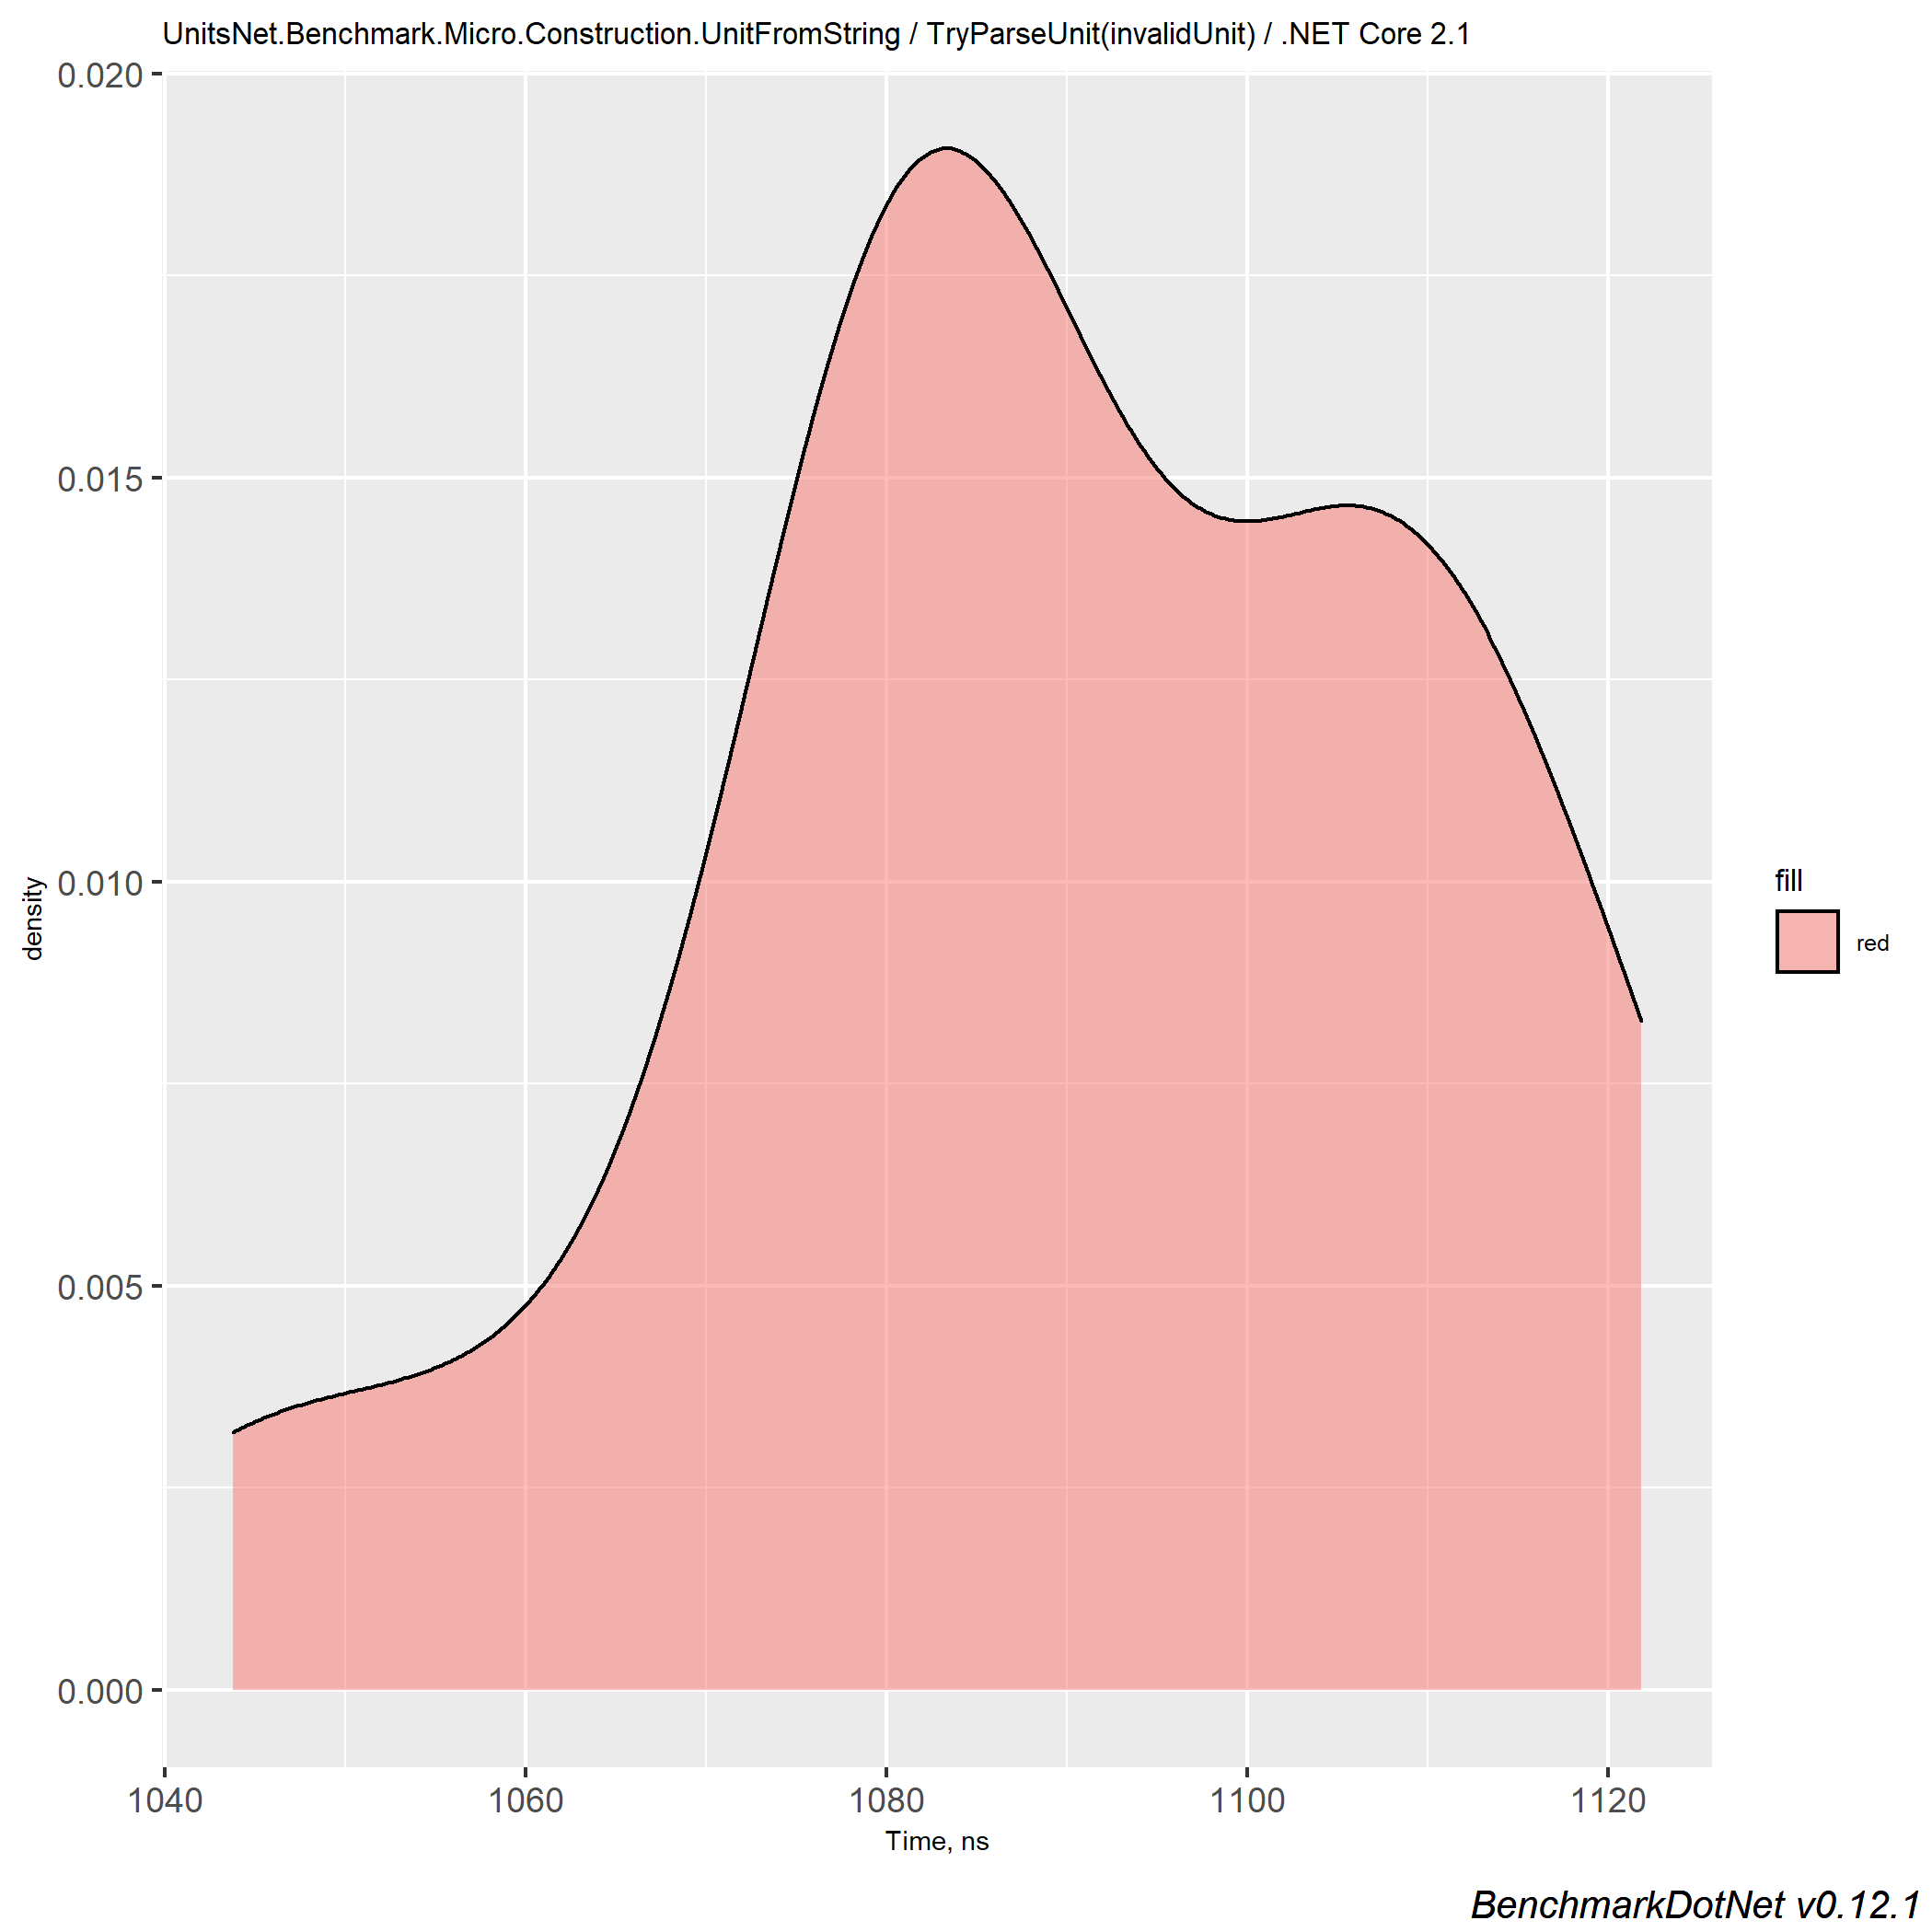 UnitsNet.Benchmark.Micro.Construction.UnitFromString / TryParseUnit(invalidUnit) / .NET Core 2.1
0.020
0.015
0.010
0.005
0.000
density
1040 1060 1080 1100 1120
Time, ns
fill
red
BenchmarkDotNet v0.12.1